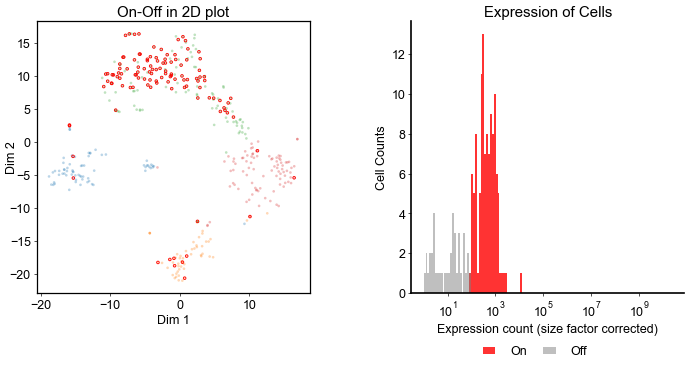 On-Off in 2D plot
15
10
5
0
−5
−10
−15
−20
Dim 2
−20 −10 0 10
Dim 1
Expression of Cells
12
10
8
6
4
2
0
Cell Counts
10^1 10^3 10^5 10^7 10^9
Expression count (size factor corrected)
On Off